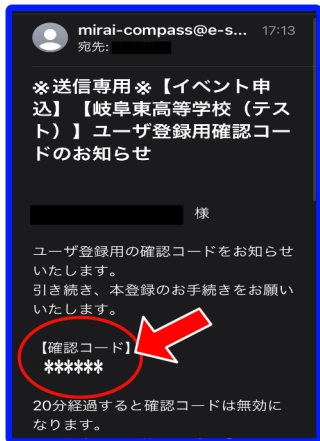 mirai-compass@e-s... 17:13
宛先:
※送信専用※【イベント申
込】【岐阜東高等学校（テス
ト）】ユーザ登録用確認コー
ドのお知らせ
様
ユーザ登録用の確認コードをお知らせ
いたします。
引き続き、本登録のお手続きをお願い
いたします。
【確認コード】
******
20分経過すると確認コードは無効に
なります。